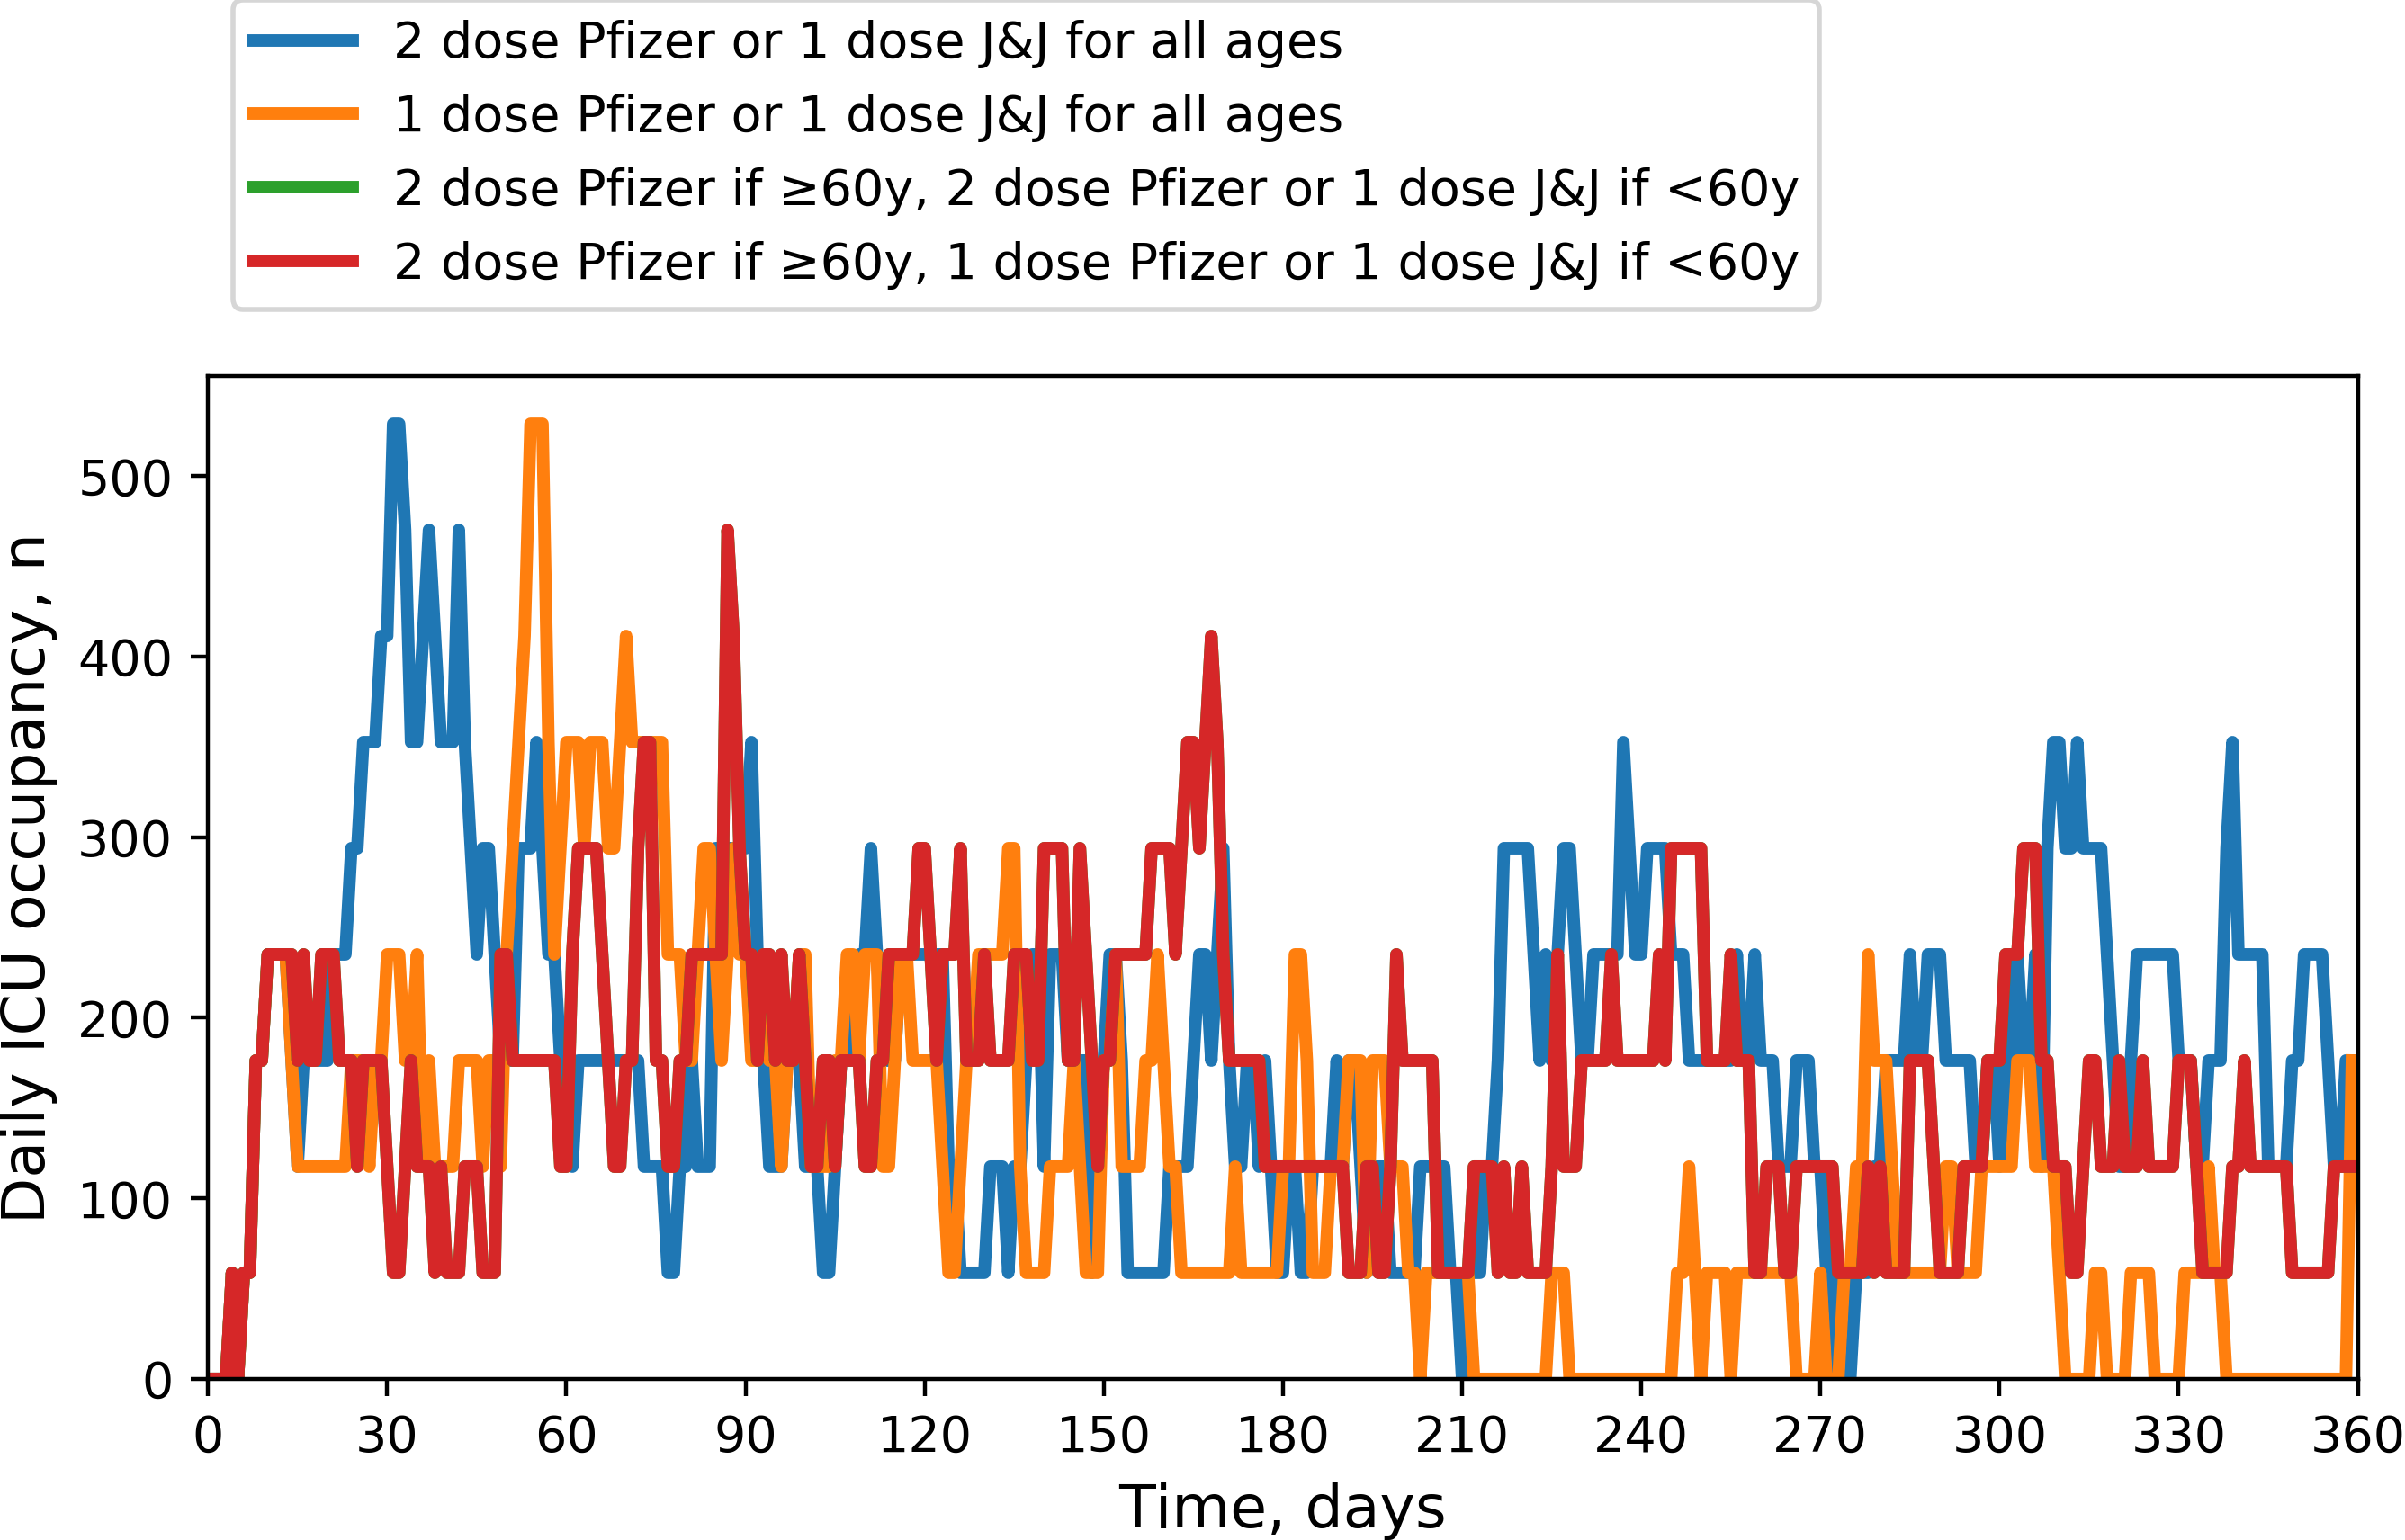 2 dose Pfizer or 1 dose J&J for all ages
1 dose Pfizer or 1 dose J&J for all ages
2 dose Pfizer if ≥60y, 2 dose Pfizer or 1 dose J&J if <60y
2 dose Pfizer if ≥60y, 1 dose Pfizer or 1 dose J&J if <60y
Daily ICU occupancy, n
500
400
300
200
100
0
0 30 60 90 120 150 180 210 240 270 300 330 360
Time, days